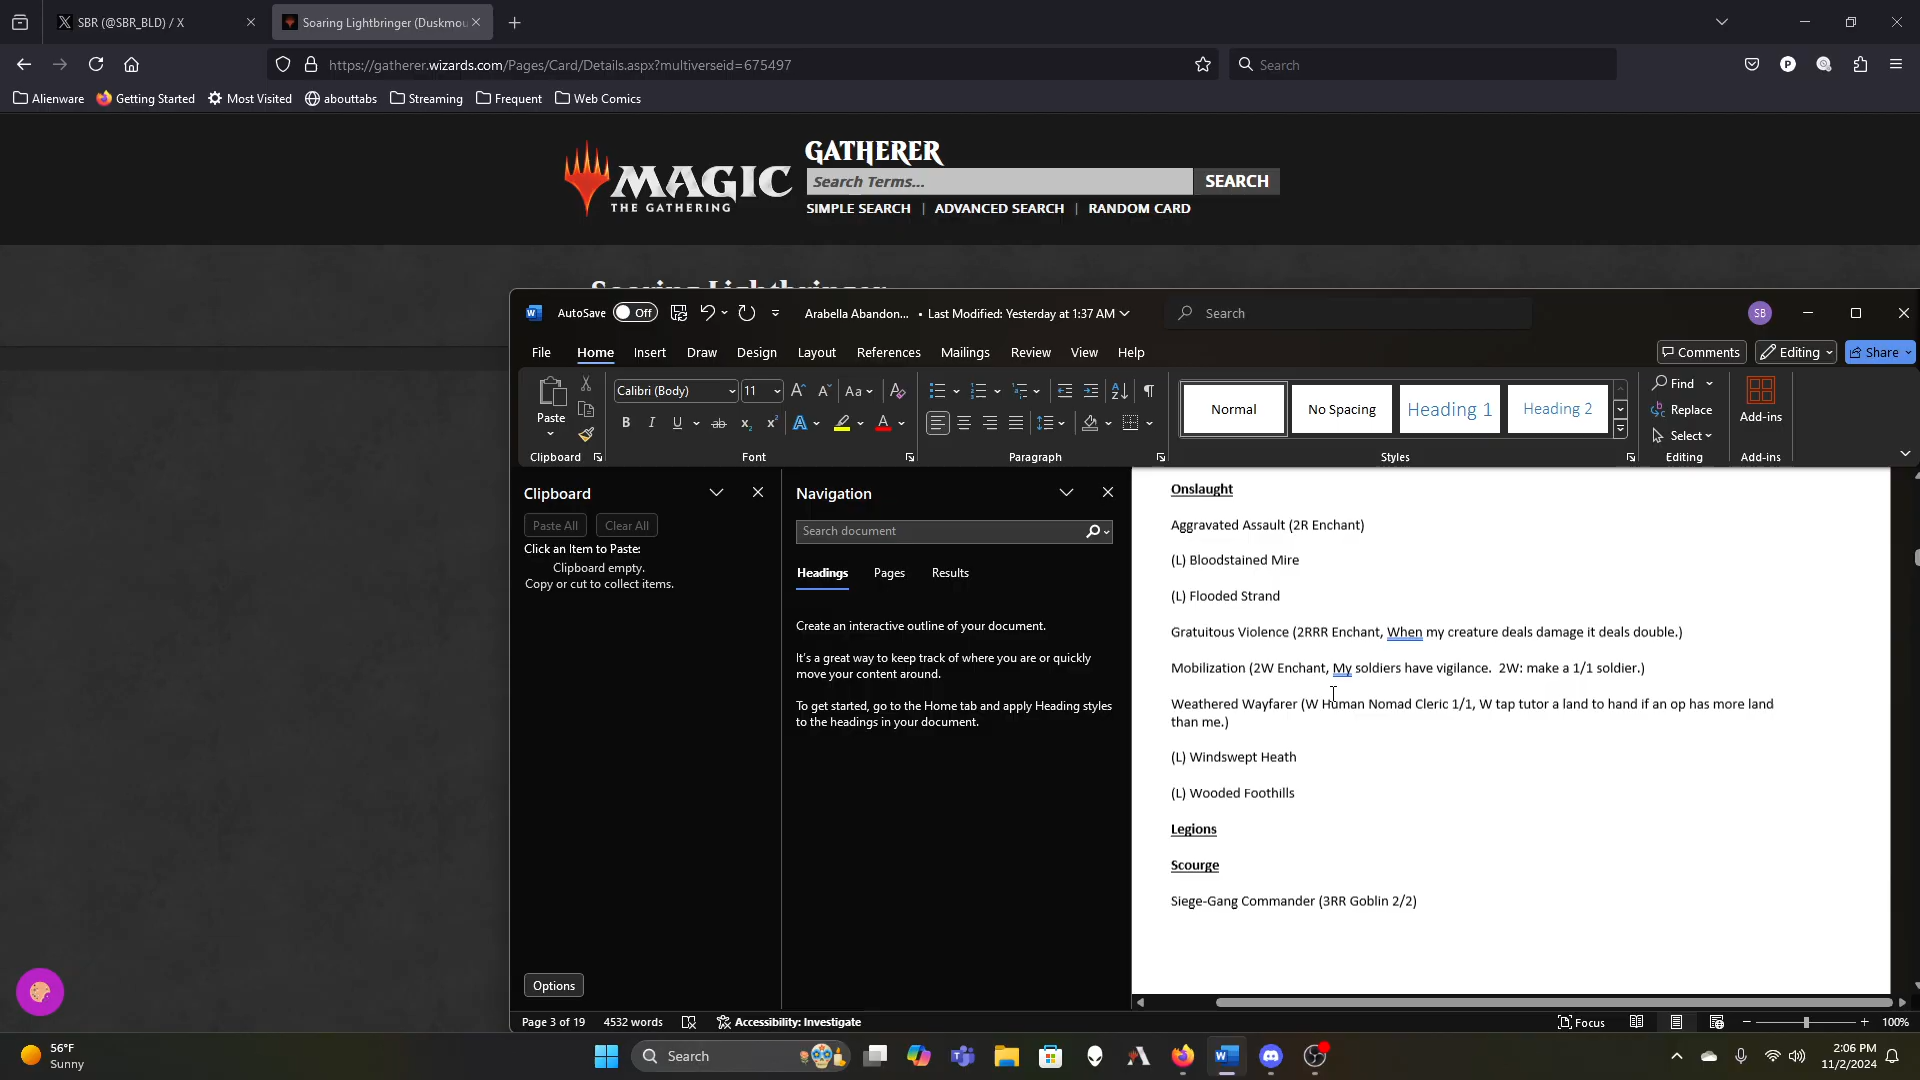 SBR (@SBR_BLD) / X
Soaring Lightbringer (Duskmou
https://gatherer.wizards.com/Pages/Card/Details.aspx?multiverseid=675497
Search
P
Alienware
Getting Started
Most Visited
abouttabs
Streaming
Frequent
Web Comics
MAGIC
THE GATHERING
GATHERER
Search Terms...
SEARCH
SIMPLE SEARCH | ADVANCED SEARCH | RANDOM CARD
Soaring Lightbringer
AutoSave Off
Arabella Abandon... • Last Modified: Yesterday at 1:37 AM
Search
SB
File Home Insert Draw Design Layout References Mailings Review View Help
Comments
Editing
Share
Paste
Clipboard
Calibri (Body)
11
Font
Paragraph
Normal
No Spacing
Heading 1
Heading 2
Styles
Find
Replace
Select
Editing
Add-ins
Add-ins
Clipboard
Paste All
Clear All
Click an Item to Paste:
Clipboard empty.
Copy or cut to collect items.
Options
Navigation
Search document
Headings
Pages
Results
Create an interactive outline of your document.
It's a great way to keep track of where you are or quickly
move your content around.
To get started, go to the Home tab and apply Heading styles
to the headings in your document.
Onslaught
Aggravated Assault (2R Enchant)
(L) Bloodstained Mire
(L) Flooded Strand
Gratuitous Violence (2RRR Enchant, When my creature deals damage it deals double.)
Mobilization (2W Enchant, My soldiers have vigilance.  2W: make a 1/1 soldier.)
Weathered Wayfarer (W Human Nomad Cleric 1/1, W tap tutor a land to hand if an op has more land
than me.)
(L) Windswept Heath
(L) Wooded Foothills
Legions
Scourge
Siege-Gang Commander (3RR Goblin 2/2)
Page 3 of 19
4532 words
Accessibility: Investigate
Focus
100%
56°F
Sunny
Search
2:06 PM
11/2/2024